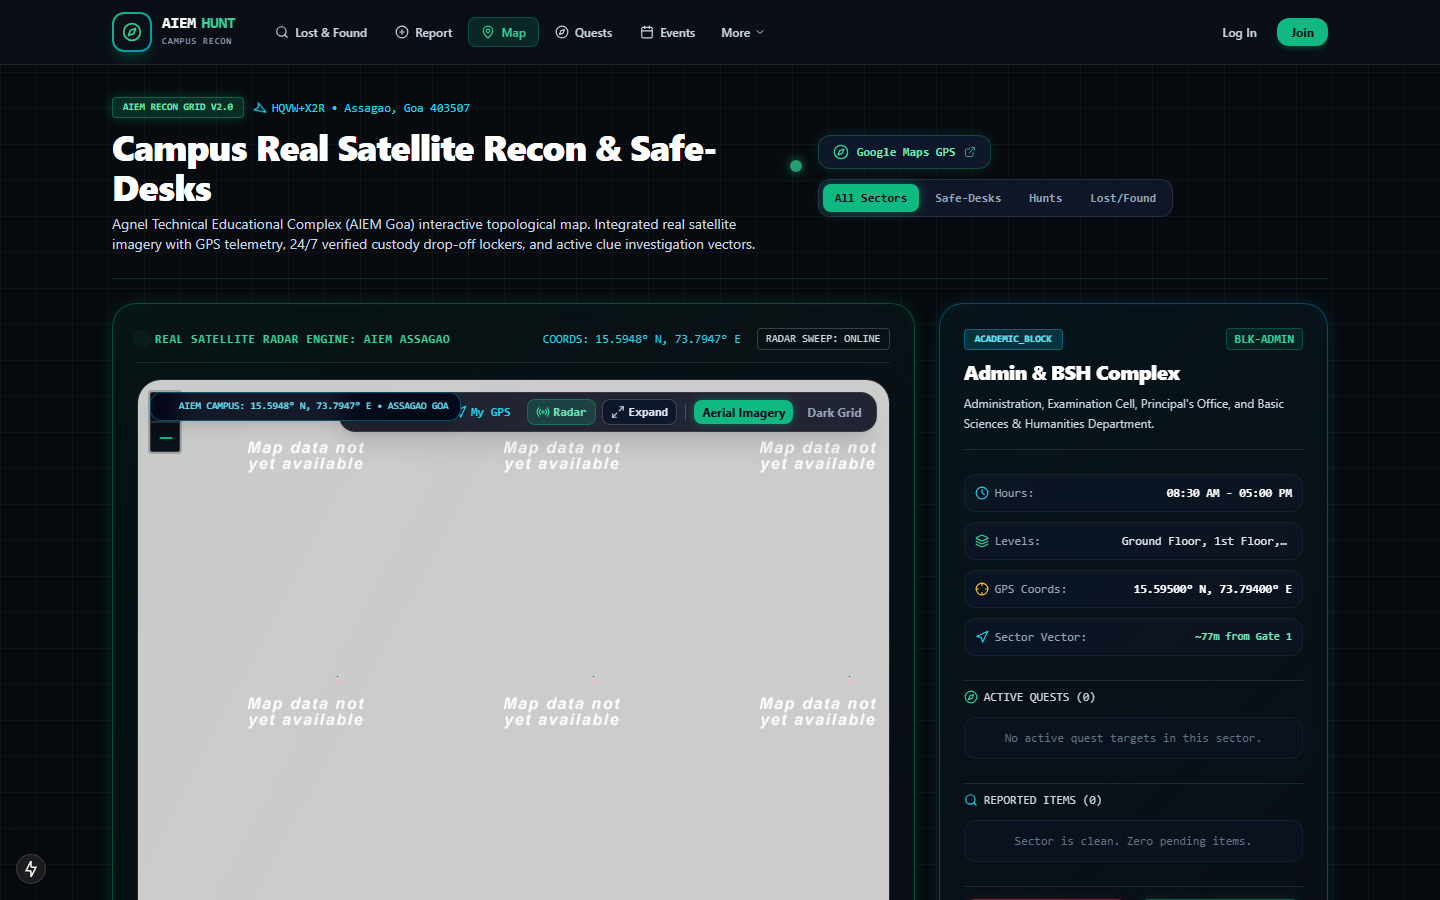 AIEM HUNT
CAMPUS RECON
Lost & Found
Report
Map
Quests
Events
More
Log In
Join
AIEM RECON GRID V2.0
HQVW+X2R • Assagao, Goa 403507
Campus Real Satellite Recon & Safe-
Desks
Agnel Technical Educational Complex (AIEM Goa) interactive topological map. Integrated real satellite
imagery with GPS telemetry, 24/7 verified custody drop-off lockers, and active clue investigation vectors.
Google Maps GPS
All Sectors
Safe-Desks
Hunts
Lost/Found
REAL SATELLITE RADAR ENGINE: AIEM ASSAGAO
COORDS: 15.5948° N, 73.7947° E
RADAR SWEEP: ONLINE
AIEM CAMPUS: 15.5948° N, 73.7947° E • ASSAGAO GOA
My GPS
Radar
Expand
Aerial Imagery
Dark Grid
Map data not
yet available
Map data not
yet available
Map data not
yet available
Map data not
yet available
Map data not
yet available
Map data not
yet available
ACADEMIC_BLOCK
BLK-ADMIN
Admin & BSH Complex
Administration, Examination Cell, Principal's Office, and Basic
Sciences & Humanities Department.
Hours:
08:30 AM - 05:00 PM
Levels:
Ground Floor, 1st Floor,…
GPS Coords:
15.59500° N, 73.79400° E
Sector Vector:
~77m from Gate 1
ACTIVE QUESTS (0)
No active quest targets in this sector.
REPORTED ITEMS (0)
Sector is clean. Zero pending items.